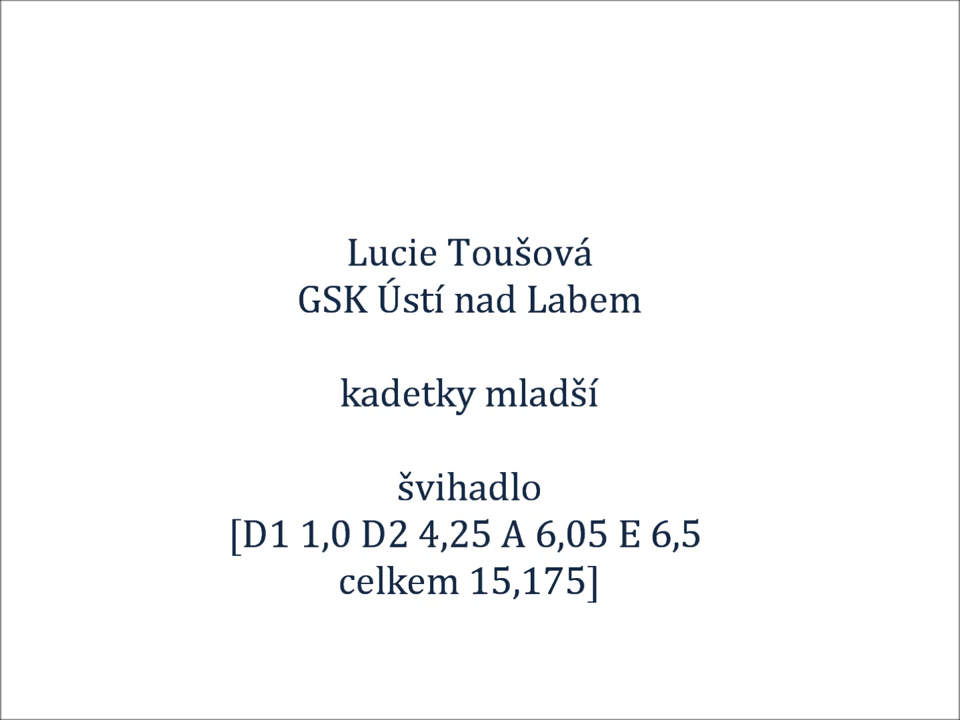 Lucie Toušová
GSK Ústí nad Labem
kadetky mladší
švihadlo
[D1 1,0 D2 4,25 A 6,05 E 6,5
celkem 15,175]